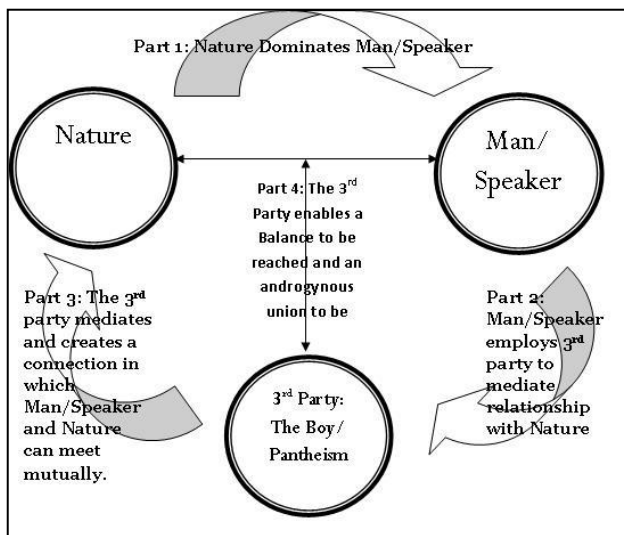 Part 1: Nature Dominates Man/Speaker
Nature
Man/
Speaker
Part 4: The 3rd
Party enables a
Balance to be
reached and an
androgynous
union to be
Part 3: The 3rd
party mediates
and creates a
connection in
which
Man/Speaker
and Nature
can meet
mutually.
Part 2:
Man/Speaker
employs 3rd
party to
mediate
relationship
with Nature
3rd Party:
The Boy/
Pantheism